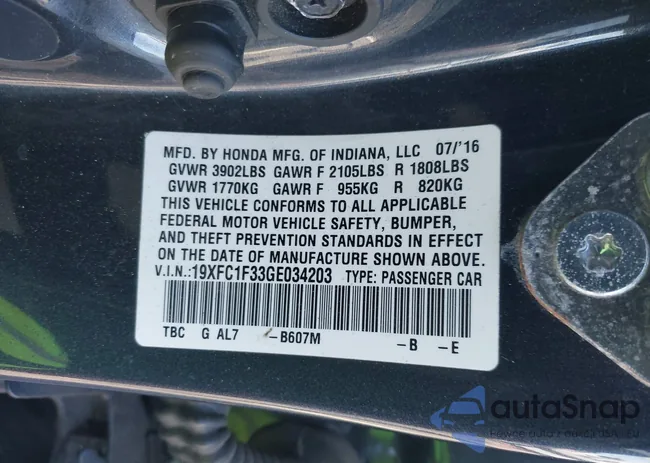 MFD. BY HONDA MFG. OF INDIANA, LLC 07/'16
GVWR 3902LBS GAWR F 2105LBS R 1808LBS
GVWR 1770KG GAWR F 955KG R 820KG
THIS VEHICLE CONFORMS TO ALL APPLICABLE
FEDERAL MOTOR VEHICLE SAFETY, BUMPER,
AND THEFT PREVENTION STANDARDS IN EFFECT
ON THE DATE OF MANUFACTURE SHOWN ABOVE.
V.I.N.:19XFC1F33GE034203 TYPE: PASSENGER CAR
TBC G AL7 –B607M –B –E
autoSnap